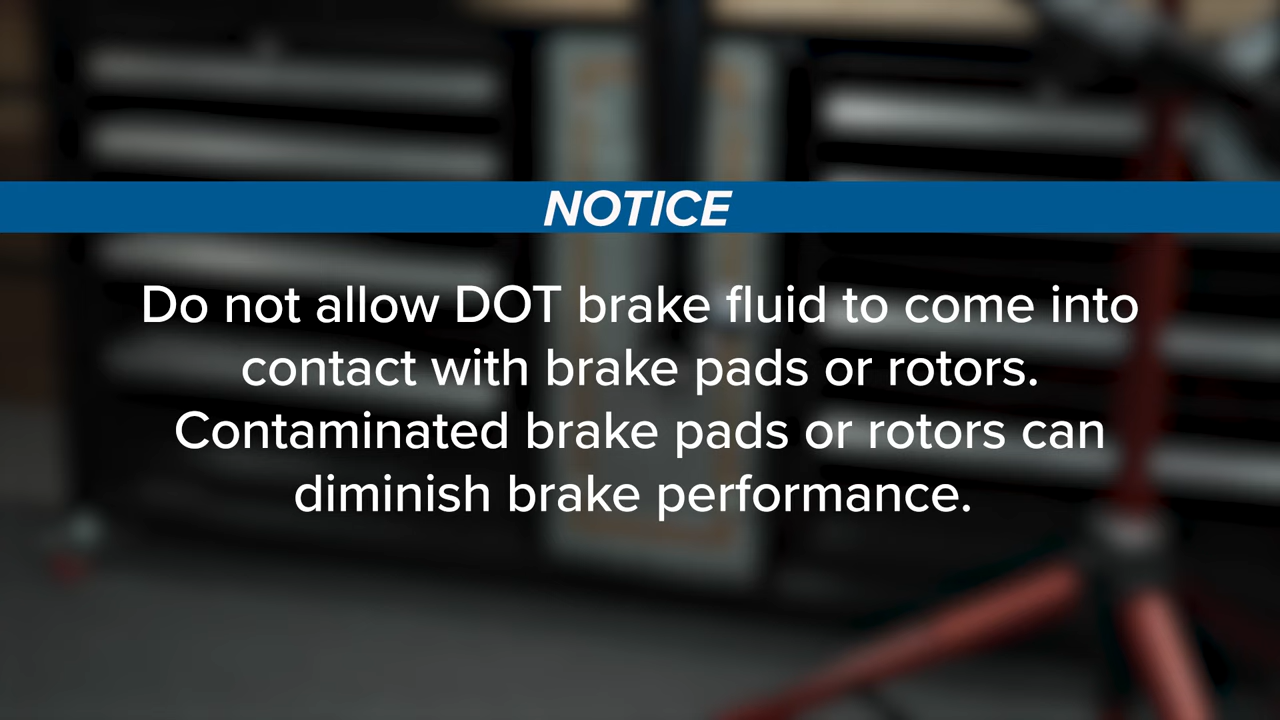 NOTICE
Do not allow DOT brake fluid to come into
contact with brake pads or rotors.
Contaminated brake pads or rotors can
diminish brake performance.